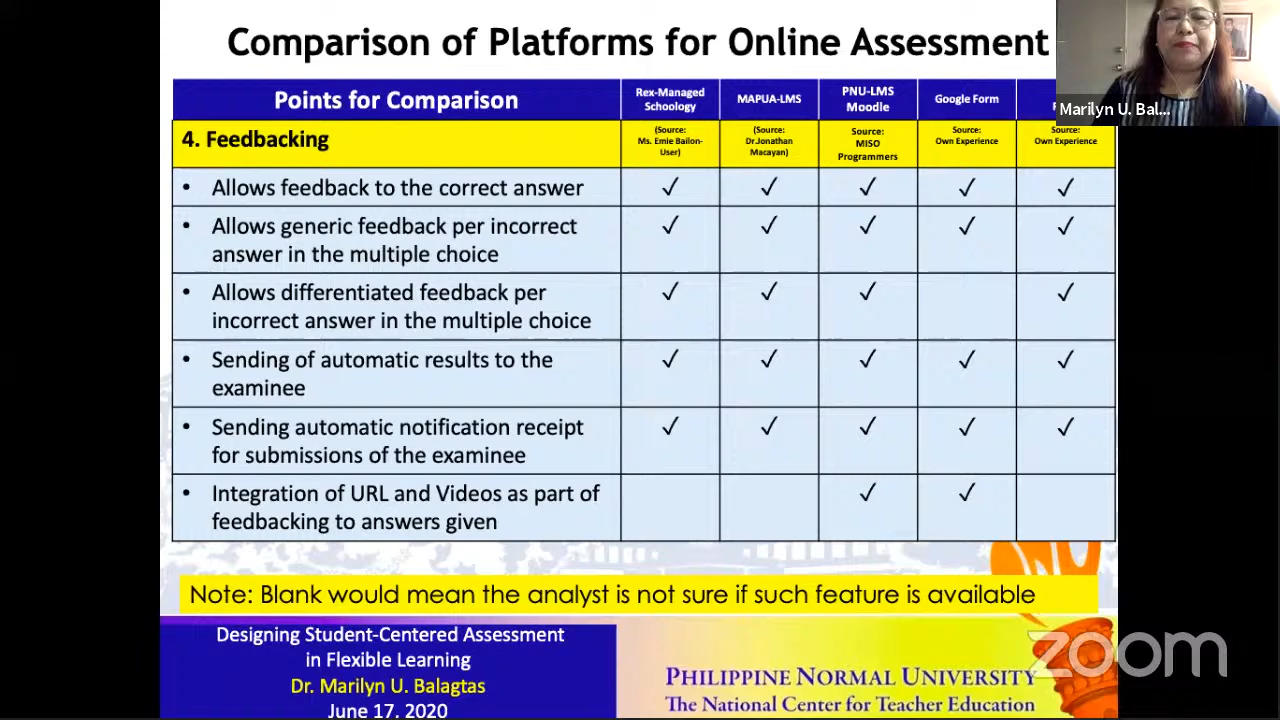 Comparison of Platforms for Online Assessment
Points for Comparison
Rex-Managed
Schoology
MAPUA-LMS
PNU-LMS
Moodle
Google Form
Marilyn U. Bal...
4. Feedbacking
(Source:
Ms. Emie Bailon-
User)
(Source:
Dr.Jonathan
Macayan)
Source:
MISO
Programmers
Source:
Own Experience
Source:
Own Experience
• Allows feedback to the correct answer ✓ ✓ ✓ ✓ ✓
• Allows generic feedback per incorrect
answer in the multiple choice ✓ ✓ ✓ ✓ ✓
• Allows differentiated feedback per
incorrect answer in the multiple choice ✓ ✓ ✓ ✓
• Sending of automatic results to the
examinee ✓ ✓ ✓ ✓ ✓
• Sending automatic notification receipt
for submissions of the examinee ✓ ✓ ✓ ✓ ✓
• Integration of URL and Videos as part of
feedbacking to answers given ✓ ✓
Note: Blank would mean the analyst is not sure if such feature is available
Designing Student-Centered Assessment
in Flexible Learning
Dr. Marilyn U. Balagtas
June 17, 2020
PHILIPPINE NORMAL UNIVERSITY
The National Center for Teacher Education
zoom